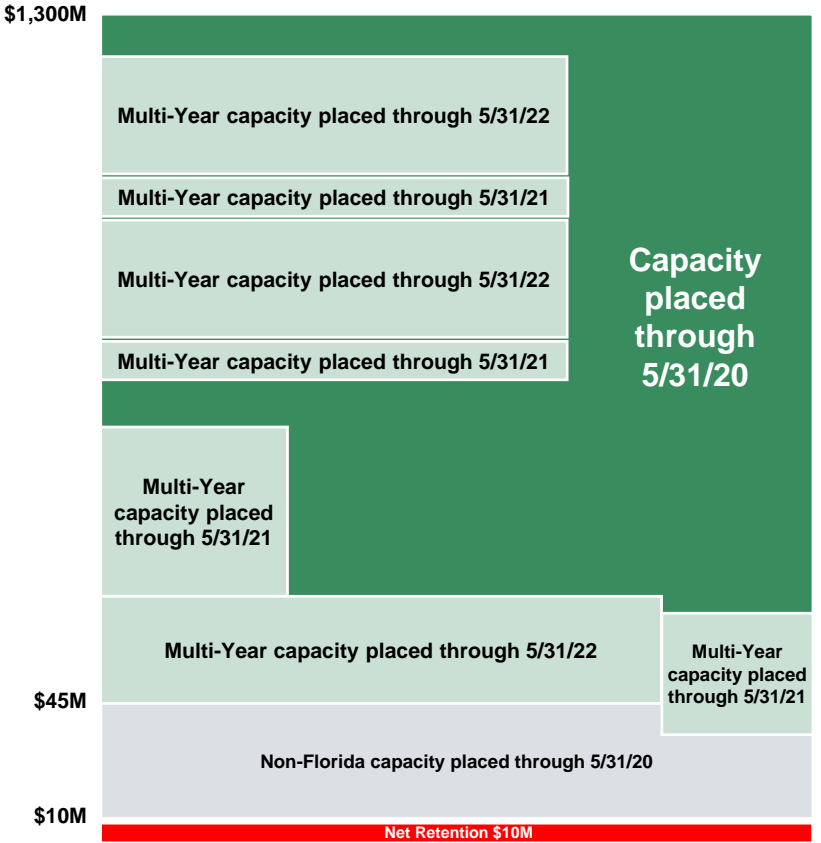 $1,300M
Multi-Year capacity placed through 5/31/22
Multi-Year capacity placed through 5/31/21
Multi-Year capacity placed through 5/31/22
Multi-Year capacity placed through 5/31/21
Capacity
placed
through
5/31/20
Multi-Year
capacity placed
through 5/31/21
Multi-Year capacity placed through 5/31/22
Multi-Year
capacity placed
through 5/31/21
$45M
Non-Florida capacity placed through 5/31/20
$10M
Net Retention $10M